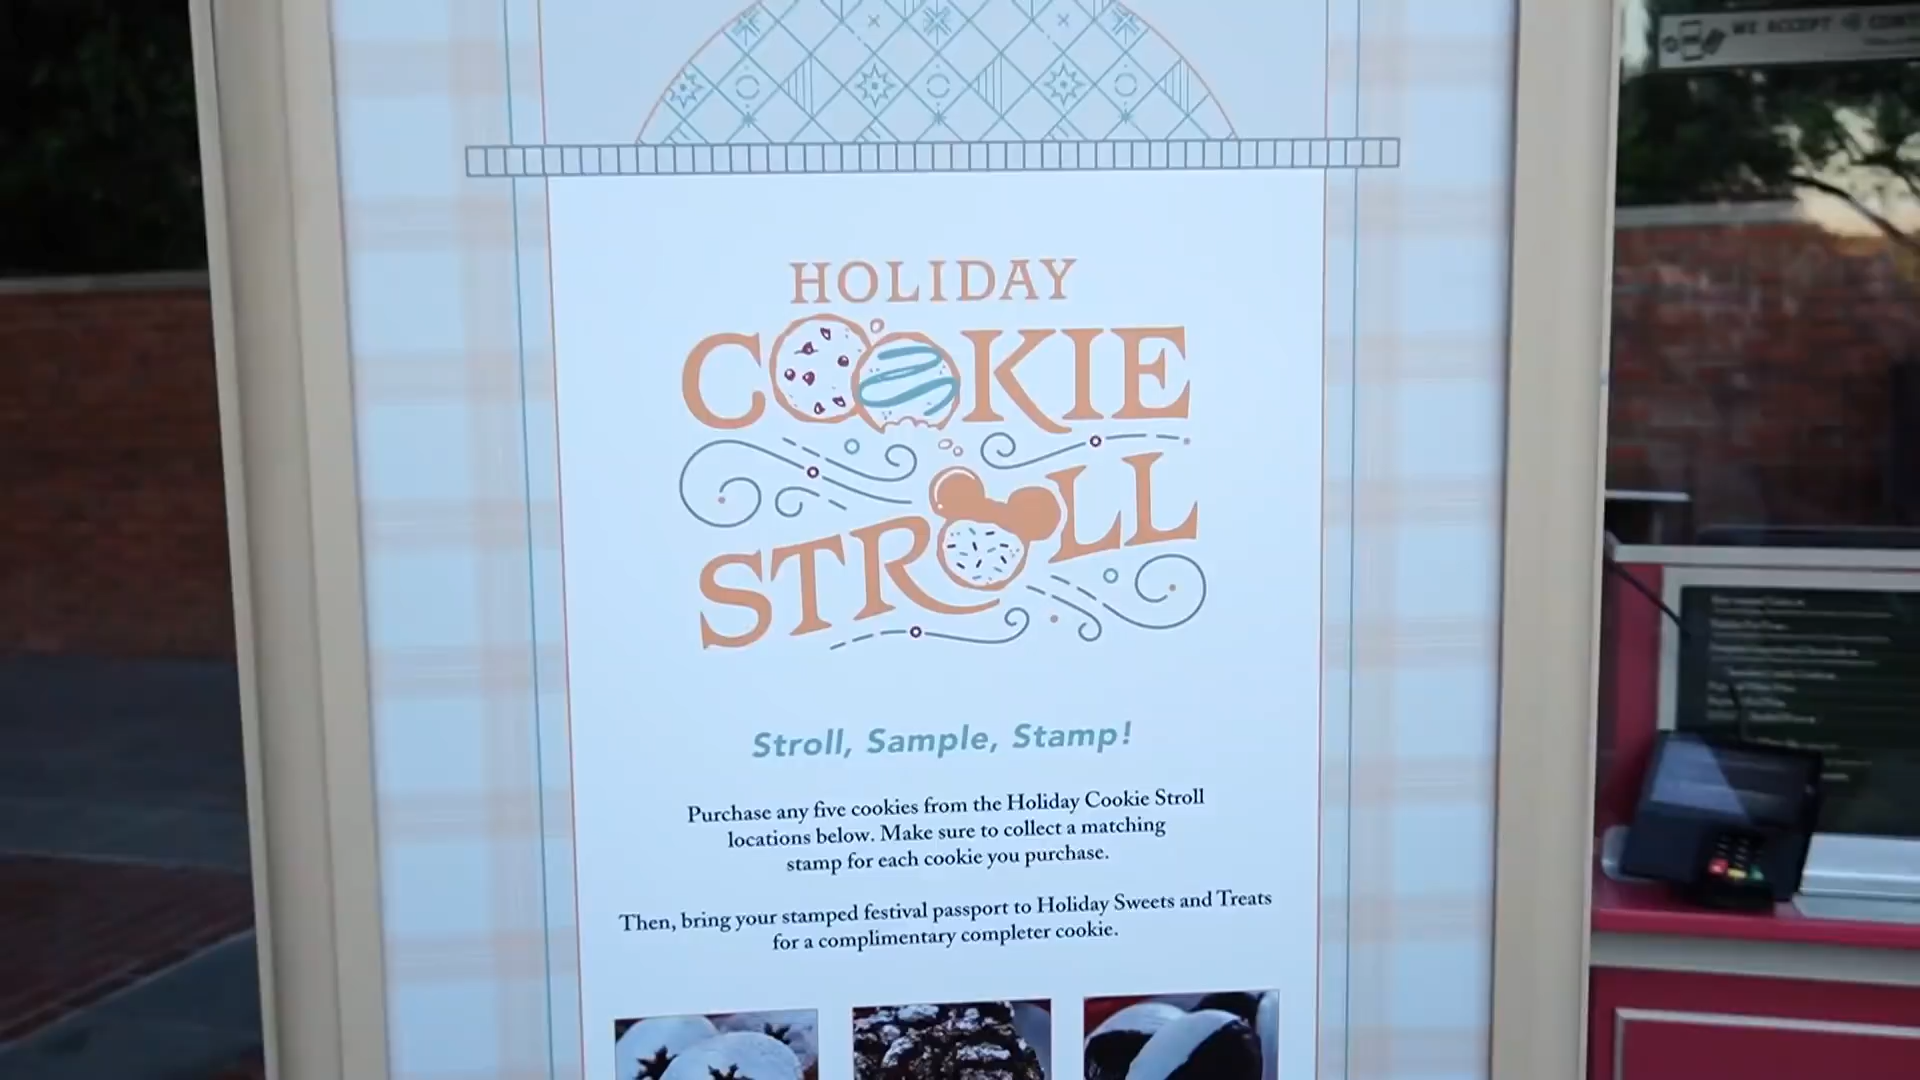 WE ACCEPT
HOLIDAY
COOKIE
STROLL
Stroll, Sample, Stamp!
Purchase any five cookies from the Holiday Cookie Stroll
locations below. Make sure to collect a matching
stamp for each cookie you purchase.
Then, bring your stamped festival passport to Holiday Sweets and Treats
for a complimentary completer cookie.